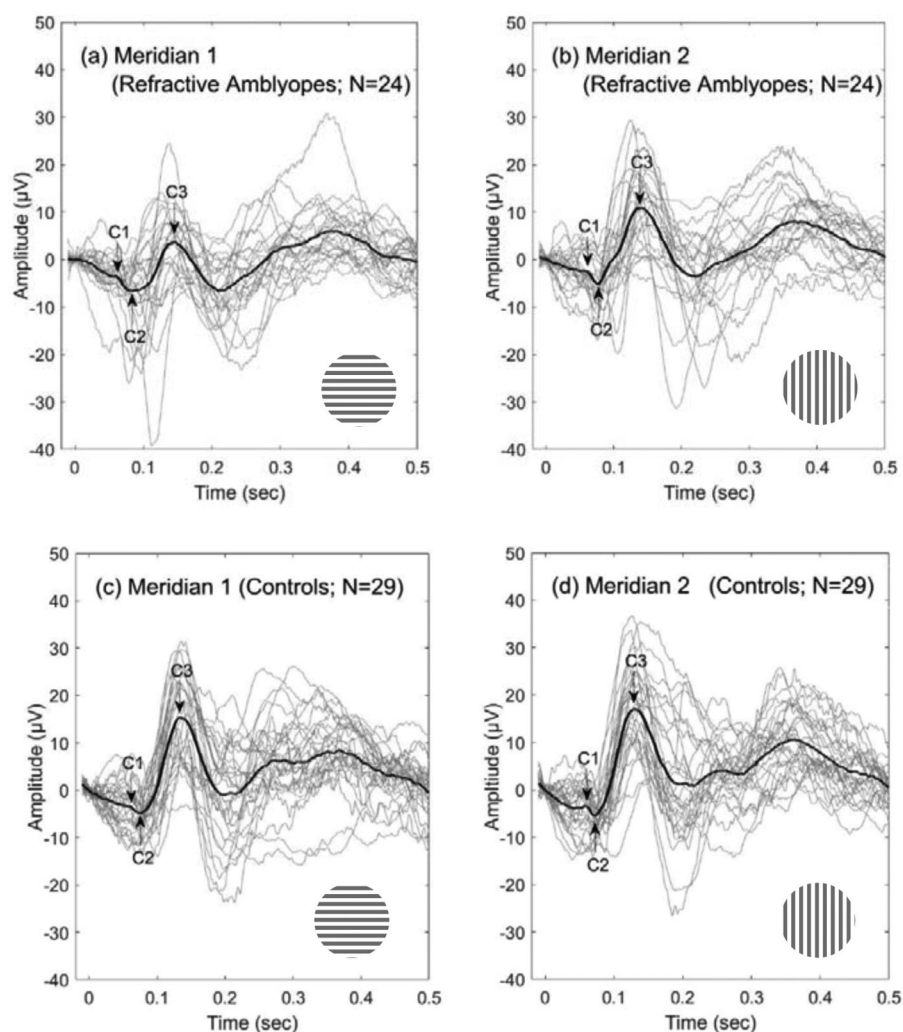 50
40
30
20
10
0
-10
-20
-30
-40
Amplitude (µV)
(a) Meridian 1
(Refractive Amblyopes; N=24)
C1
C3
C2
0 0.1 0.2 0.3 0.4 0.5
Time (sec)
50
40
30
20
10
0
-10
-20
-30
-40
Amplitude (µV)
(b) Meridian 2
(Refractive Amblyopes; N=24)
C3
C1
C2
0 0.1 0.2 0.3 0.4 0.5
Time (sec)
50
40
30
20
10
0
-10
-20
-30
-40
Amplitude (µV)
(c) Meridian 1 (Controls; N=29)
C3
C1
C2
0 0.1 0.2 0.3 0.4 0.5
Time (sec)
50
40
30
20
10
0
-10
-20
-30
-40
Ampltiude (µV)
(d) Meridian 2 (Controls; N=29)
C3
C1
C2
0 0.1 0.2 0.3 0.4 0.5
Time (sec)